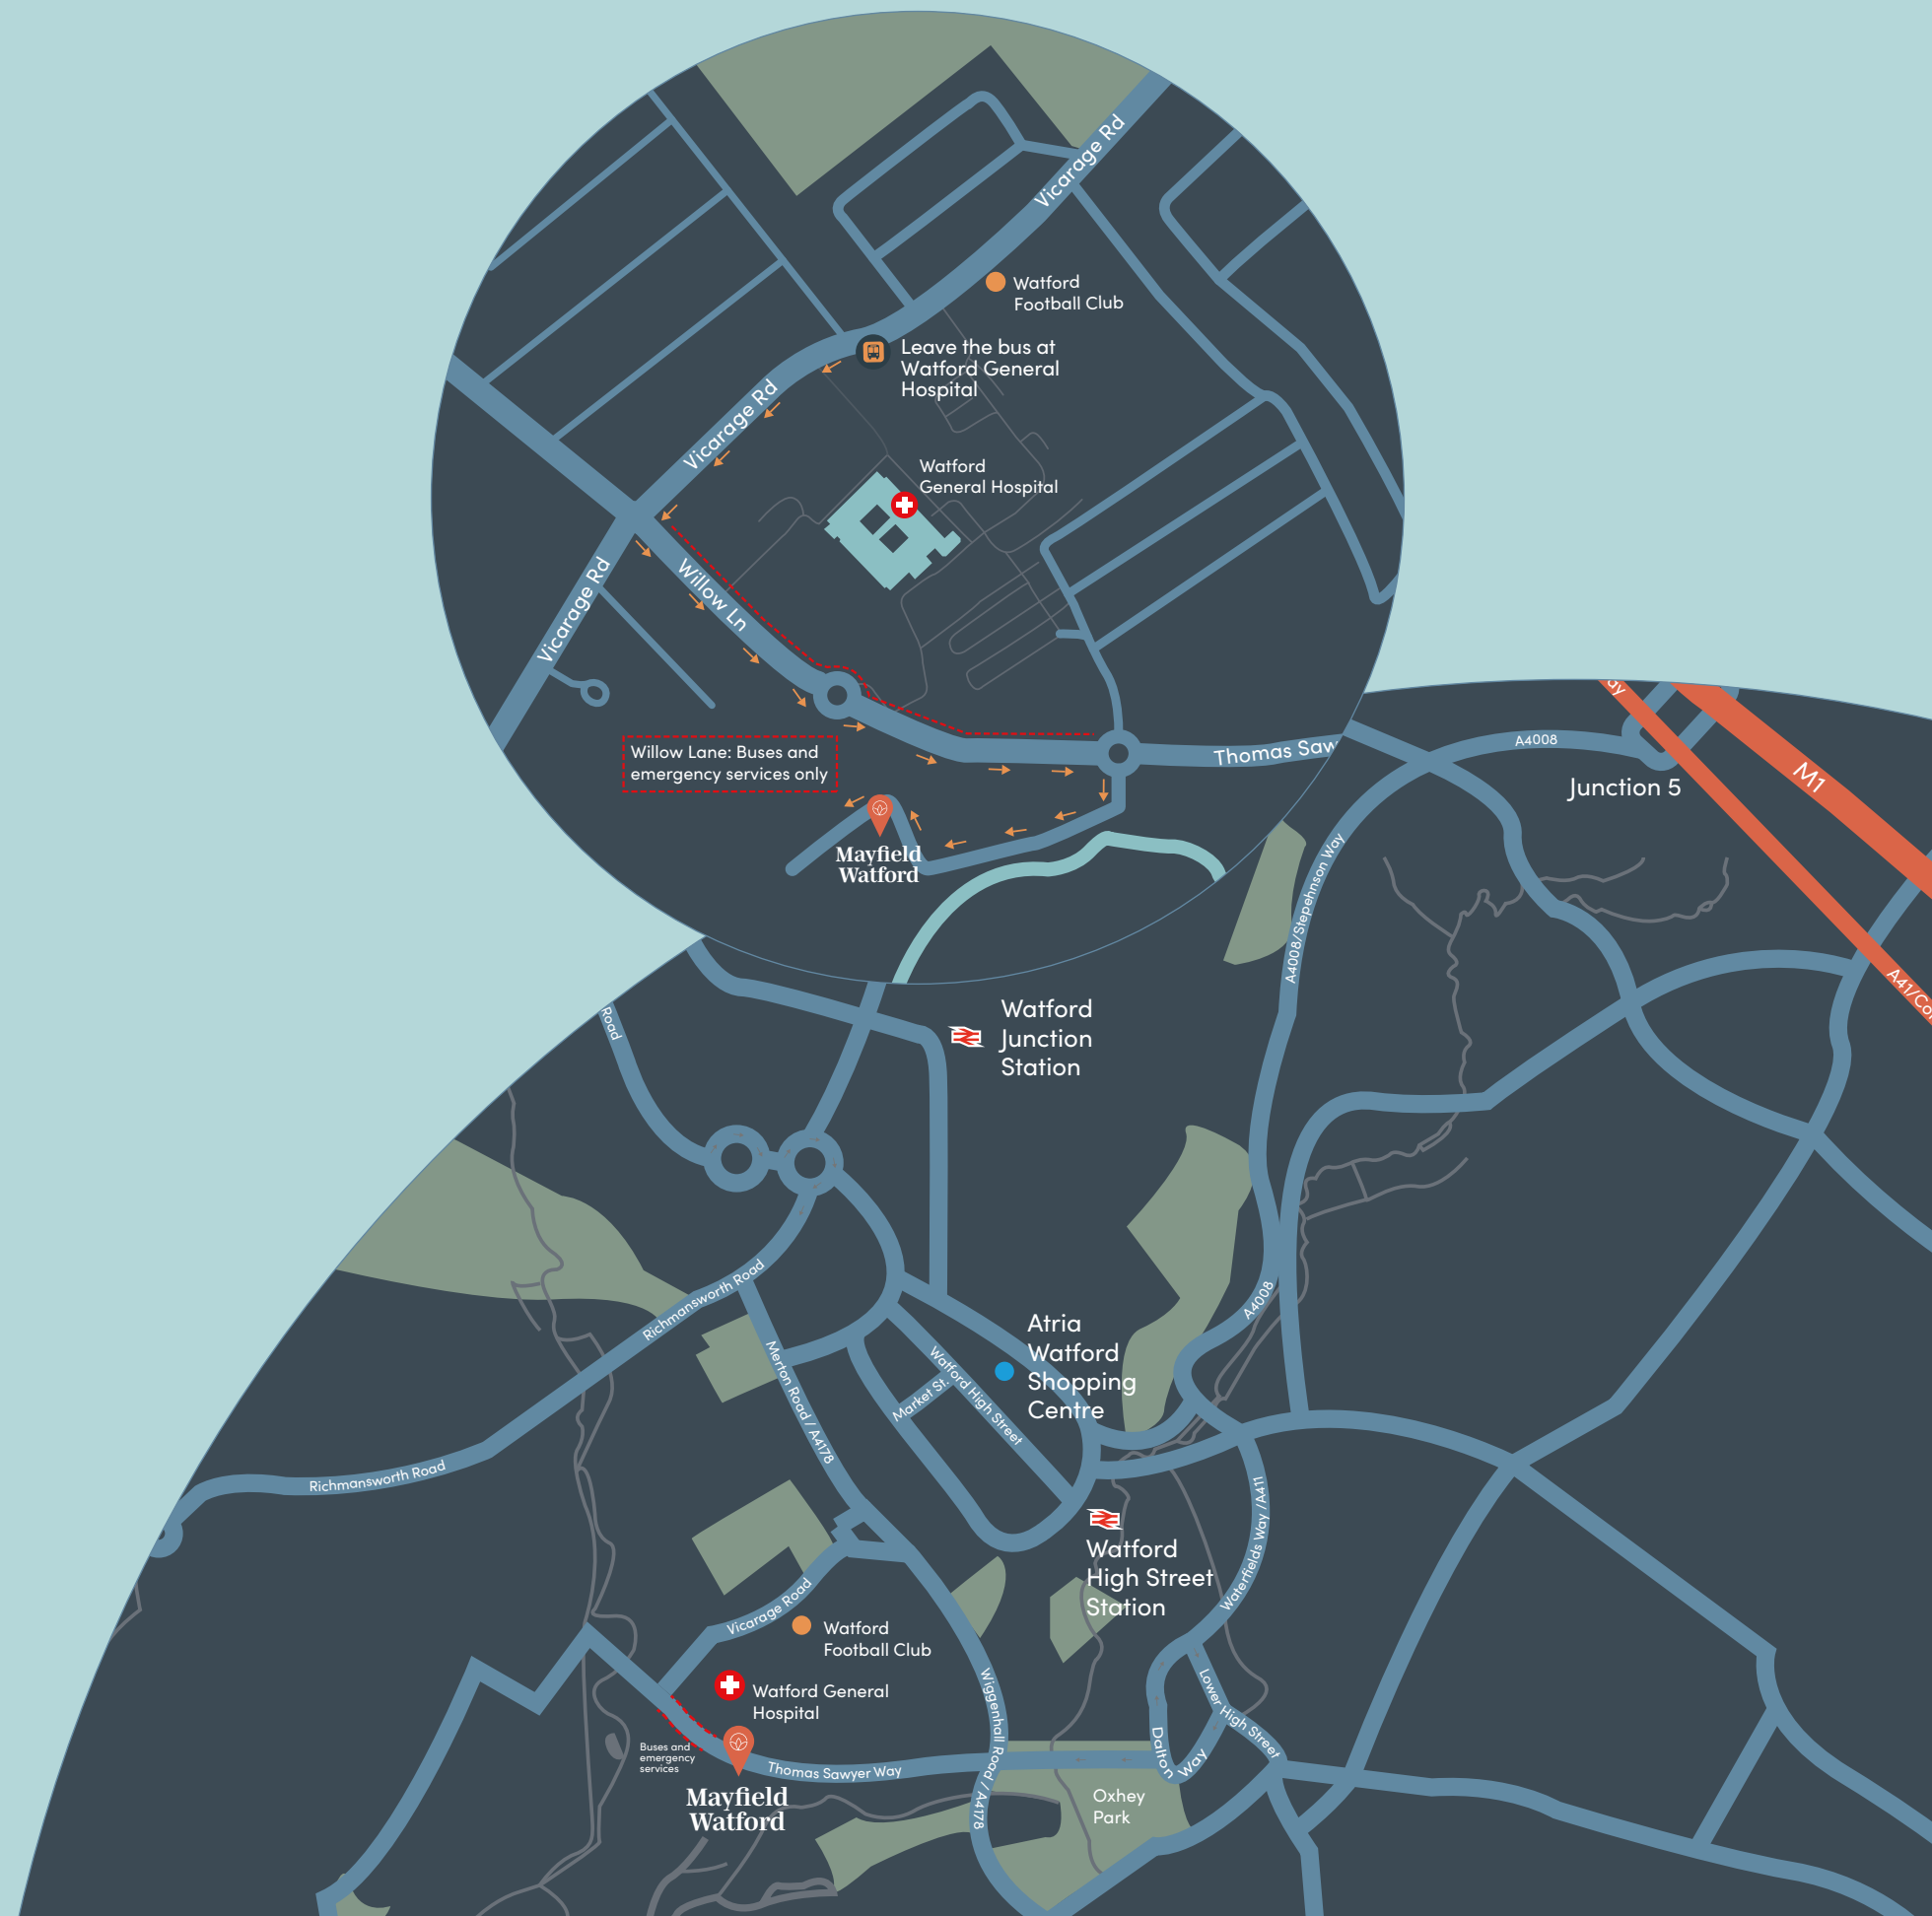 Vicarage Rd
Watford
Football Club
Leave the bus at
Watford General
Hospital
Vicarage Rd
Watford
General Hospital
Vicarage Rd
Willow Ln
Willow Lane: Buses and
emergency services only
Thomas Saw
Mayfield
Watford
A4008
ay
M1
Junction 5
A4008/Stepehnson Way
A41/Co
Road
Watford
Junction
Station
Richmansworth Road
A4008
Atria
Watford
Shopping
Centre
Merton Road / A4178
Watford High Street
Market St.
Richmansworth Road
Watford
High Street
Station
Waterfields Way /A411
Vicarage Road
Watford
Football Club
Watford General
Hospital
Wiggenhall Road / A4178
Lower High Street
Dalton
Way
Buses and
emergency
services
Thomas Sawyer Way
Mayfield
Watford
Oxhey
Park